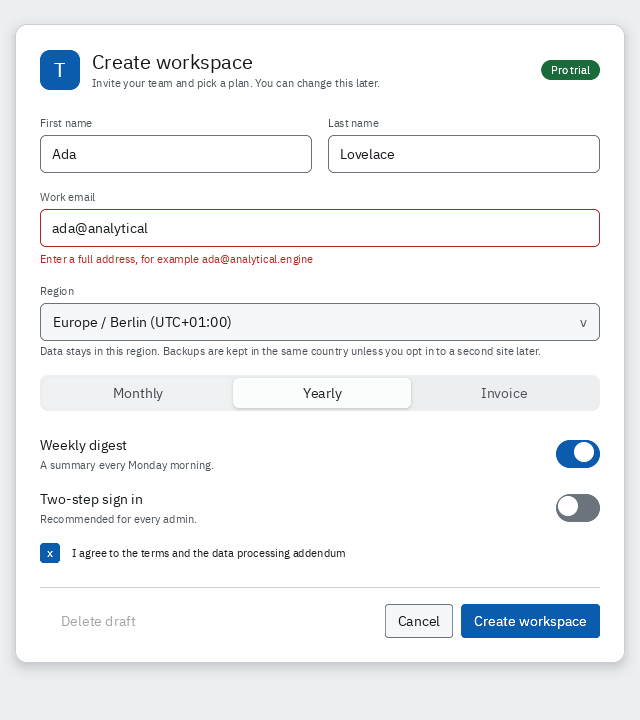 T
Create workspace
Invite your team and pick a plan. You can change this later.
Pro trial
First name
Last name
Ada
Lovelace
Work email
ada@analytical
Enter a full address, for example ada@analytical.engine
Region
Europe / Berlin (UTC+01:00)
v
Data stays in this region. Backups are kept in the same country unless you opt in to a second site later.
Monthly
Yearly
Invoice
Weekly digest
A summary every Monday morning.
Two-step sign in
Recommended for every admin.
x
I agree to the terms and the data processing addendum
Delete draft
Cancel
Create workspace